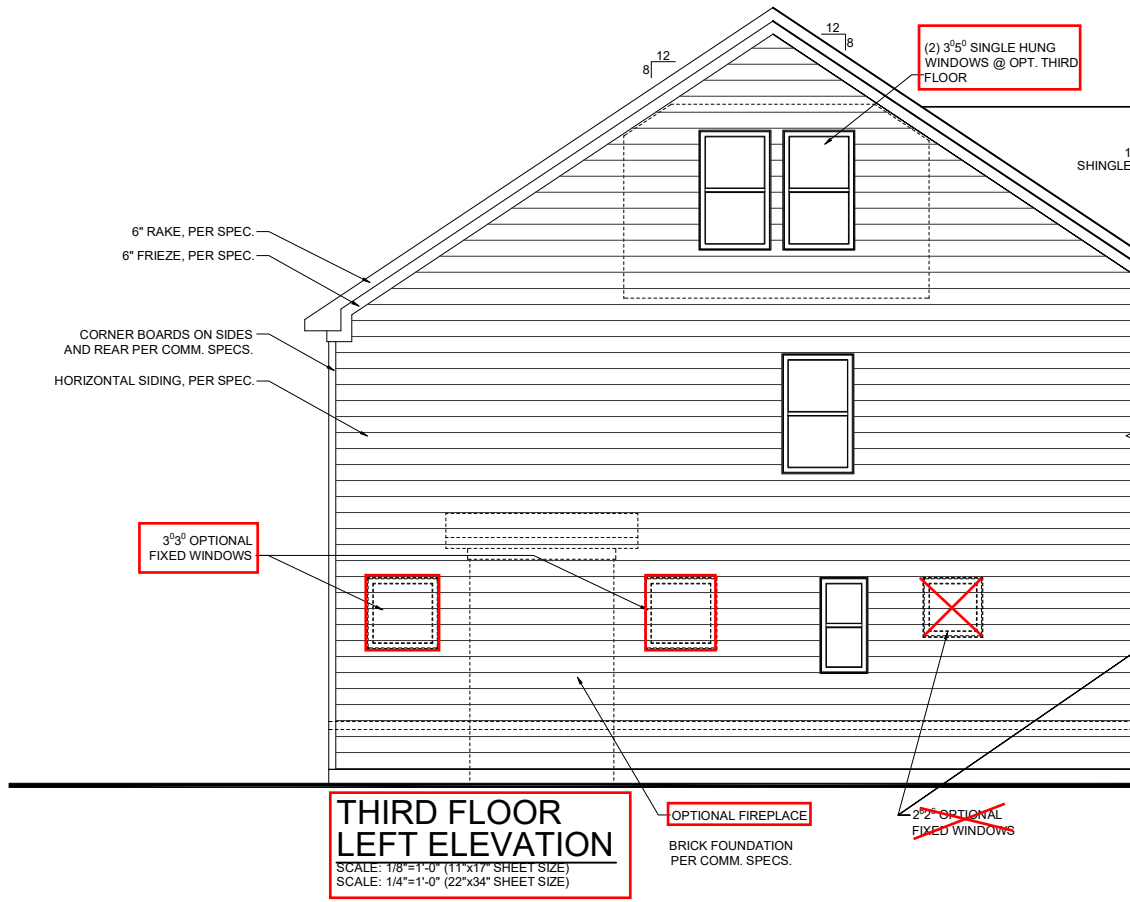 12
8
12
8
(2) 3⁰5⁰ SINGLE HUNG
WINDOWS @ OPT. THIRD
FLOOR
1
SHINGLE
6" RAKE, PER SPEC.
6" FRIEZE, PER SPEC.
CORNER BOARDS ON SIDES
AND REAR PER COMM. SPECS.
HORIZONTAL SIDING, PER SPEC.
3⁰3⁰ OPTIONAL
FIXED WINDOWS
THIRD FLOOR
LEFT ELEVATION
SCALE: 1/8"=1'-0" (11"x17" SHEET SIZE)
SCALE: 1/4"=1'-0" (22"x34" SHEET SIZE)
OPTIONAL FIREPLACE
BRICK FOUNDATION
PER COMM. SPECS.
OPTIONAL
FIXED WINDOWS